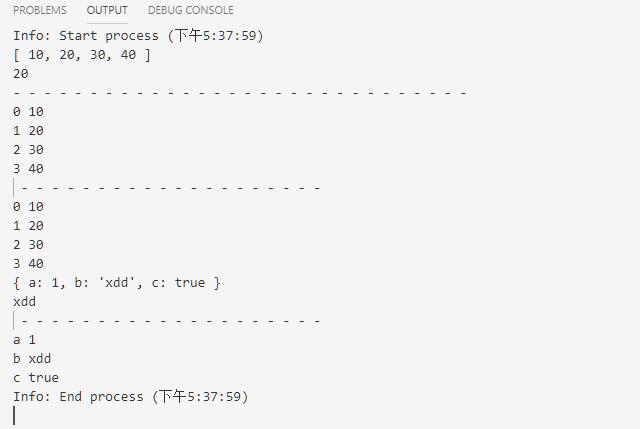 PROBLEMS OUTPUT DEBUG CONSOLE
Info: Start process (下午5:37:59)
[ 10, 20, 30, 40 ]
20
- - - - - - - - - - - - - - - - - - - - - - - - - - - - - -
0 10
1 20
2 30
3 40
- - - - - - - - - - - - - - - - - - - -
0 10
1 20
2 30
3 40
{ a: 1, b: 'xdd', c: true }
xdd
- - - - - - - - - - - - - - - - - - - -
a 1
b xdd
c true
Info: End process (下午5:37:59)